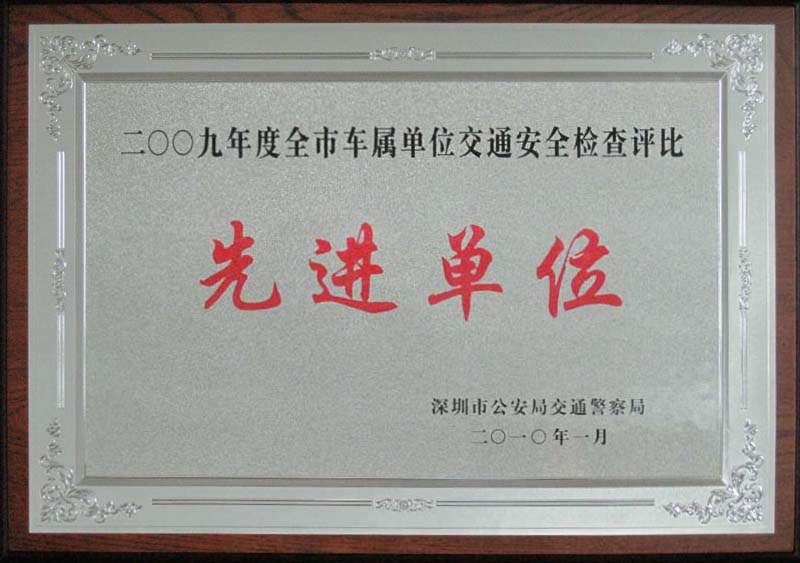 二〇〇九年度全市车属单位交通安全检查评比
先进单位
深圳市公安局交通警察局
二〇一〇年一月